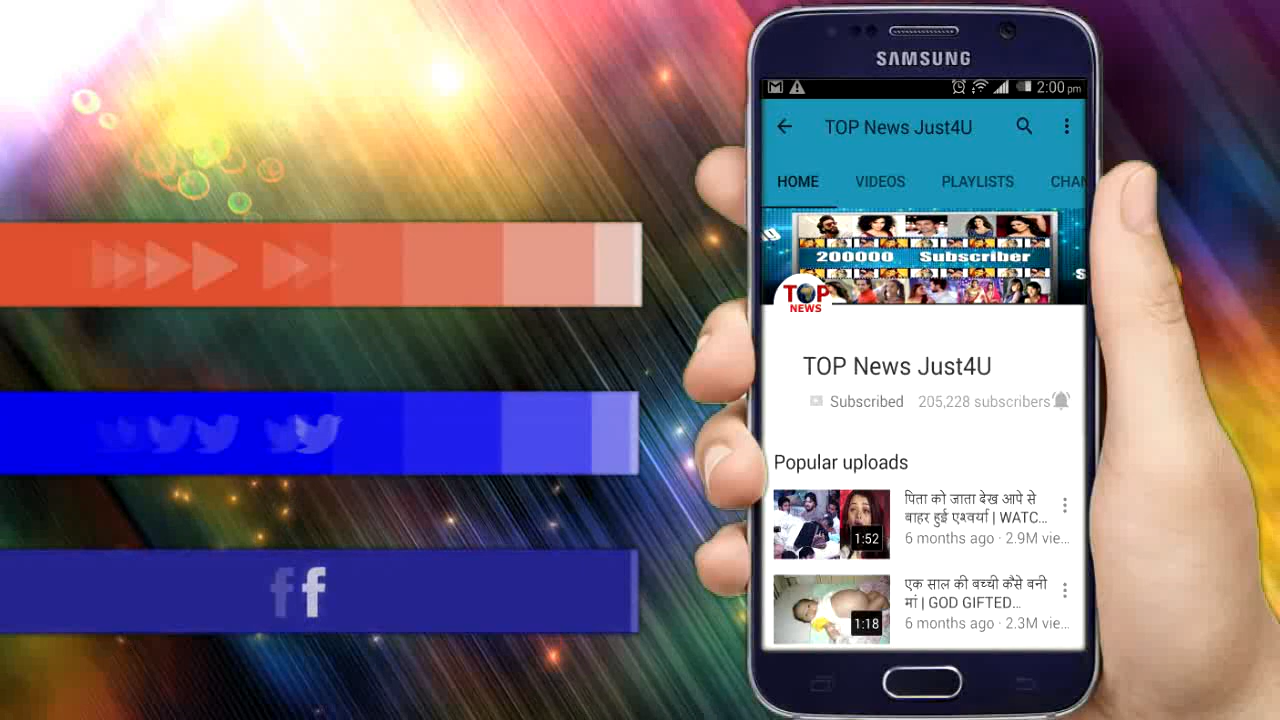 SAMSUNG
2:00 pm
TOP News Just4U
HOME VIDEOS PLAYLISTS CHAN
200000 Subscriber
TOP
NEWS
TOP News Just4U
Subscribed 205,228 subscribers
Popular uploads
पिता को जाता देख आपे से
बाहर हुई एश्वर्या | WATC...
1:52
6 months ago · 2.9M vie...
एक साल की बच्ची कैसे बनी
मां | GOD GIFTED...
1:18
6 months ago · 2.3M vie...